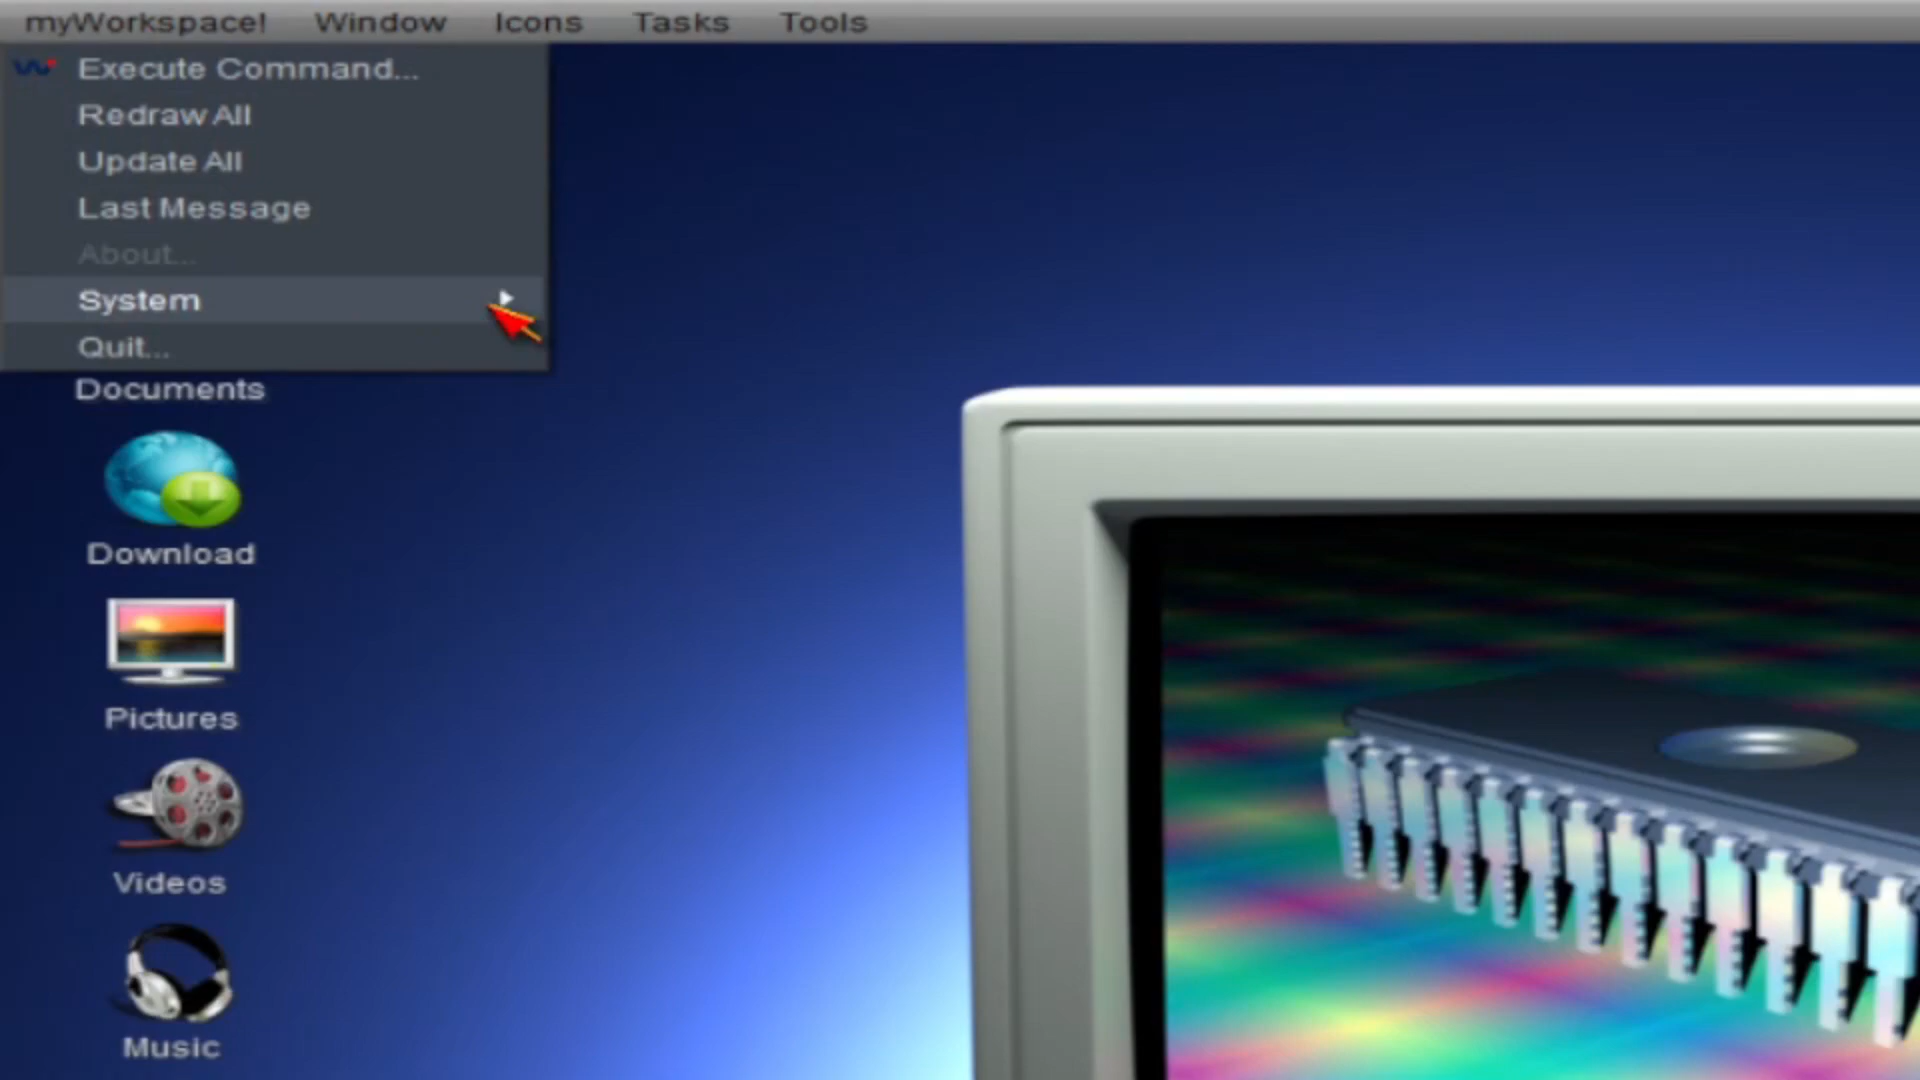 myWorkspace! Window Icons Tasks Tools
Execute Command...
Redraw All
Update All
Last Message
About...
System
Quit...
Documents
Download
Pictures
Videos
Music